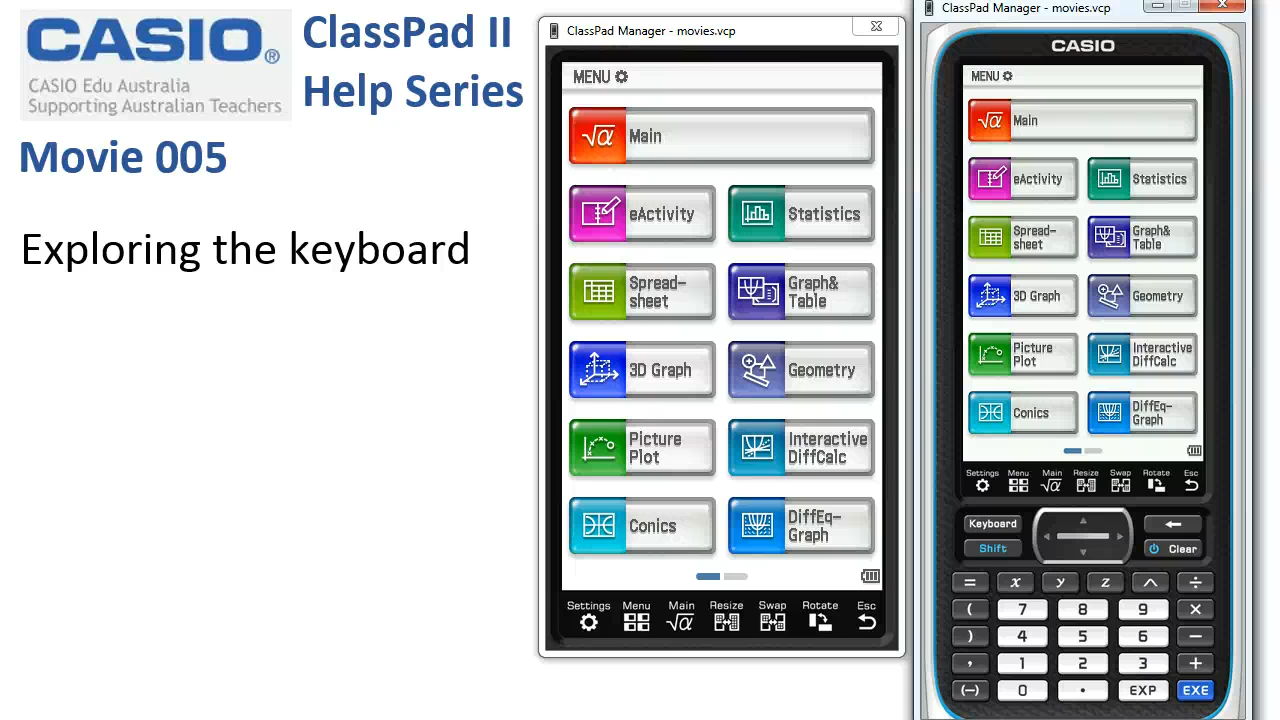 CASIO®
CASIO Edu Australia
Supporting Australian Teachers
ClassPad II
Help Series
Movie 005
Exploring the keyboard
ClassPad Manager - movies.vcp
MENU
Main
eActivity
Statistics
Spread-
sheet
Graph&
Table
3D Graph
Geometry
Picture
Plot
Interactive
DiffCalc
Conics
DiffEq-
Graph
Settings Menu Main Resize Swap Rotate Esc
ClassPad Manager - movies.vcp
CASIO
MENU
√α Main
eActivity
Statistics
Spread-
sheet
Graph&
Table
3D Graph
Geometry
Picture
Plot
Interactive
DiffCalc
Conics
DiffEq-
Graph
Settings Menu Main Resize Swap Rotate Esc
Keyboard
Shift
Clear
= x y z ^ ÷
( 7 8 9 ×
) 4 5 6 −
, 1 2 3 +
(−) 0 . EXP EXE